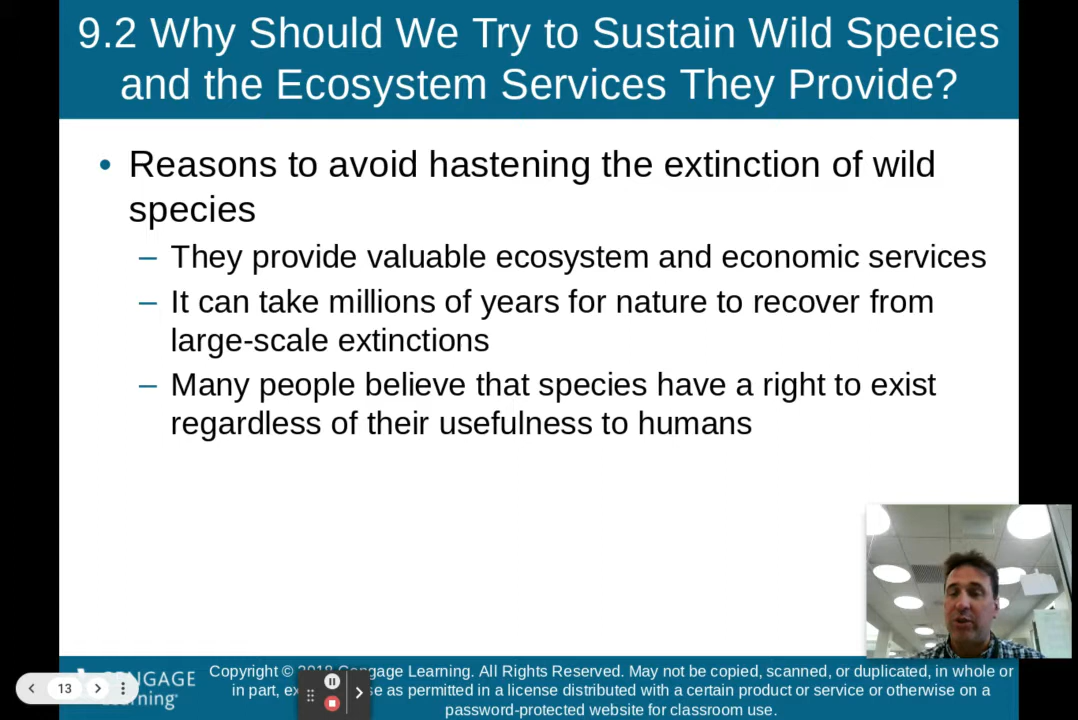 9.2 Why Should We Try to Sustain Wild Species
and the Ecosystem Services They Provide?
• Reasons to avoid hastening the extinction of wild
species
– They provide valuable ecosystem and economic services
– It can take millions of years for nature to recover from
large-scale extinctions
– Many people believe that species have a right to exist
regardless of their usefulness to humans
13
CENGAGE
Learning®
Copyright © 2018 Cengage Learning. All Rights Reserved. May not be copied, scanned, or duplicated, in whole or
in part, as permitted in a license distributed with a certain product or service or otherwise on a
password-protected website for classroom use.